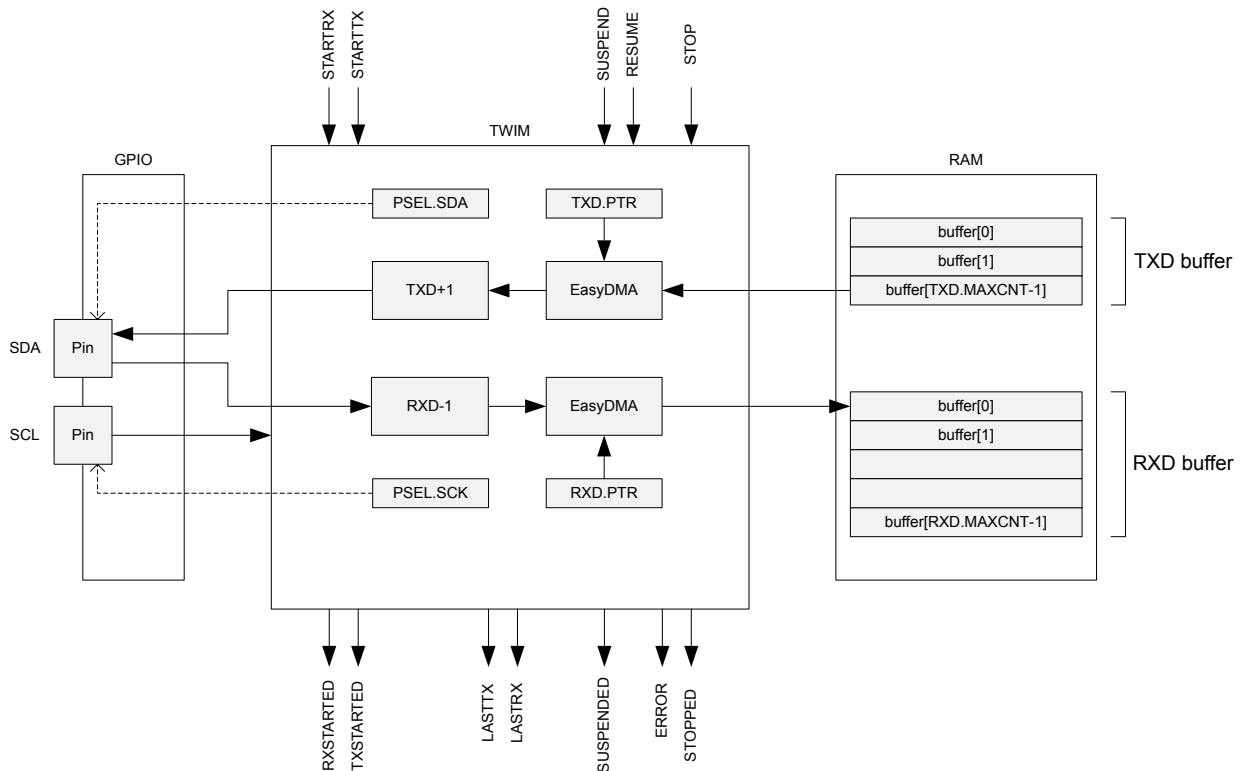 STARTRX
STARTTX
SUSPEND
RESUME
STOP
GPIO
TWIM
RAM
PSEL.SDA
TXD.PTR
buffer[0]
buffer[1]
buffer[TXD.MAXCNT-1]
TXD buffer
TXD+1
EasyDMA
SDA
Pin
RXD-1
EasyDMA
SCL
Pin
buffer[0]
buffer[1]
buffer[RXD.MAXCNT-1]
RXD buffer
PSEL.SCK
RXD.PTR
RXSTARTED
TXSTARTED
LASTTX
LASTRX
SUSPENDED
ERROR
STOPPED